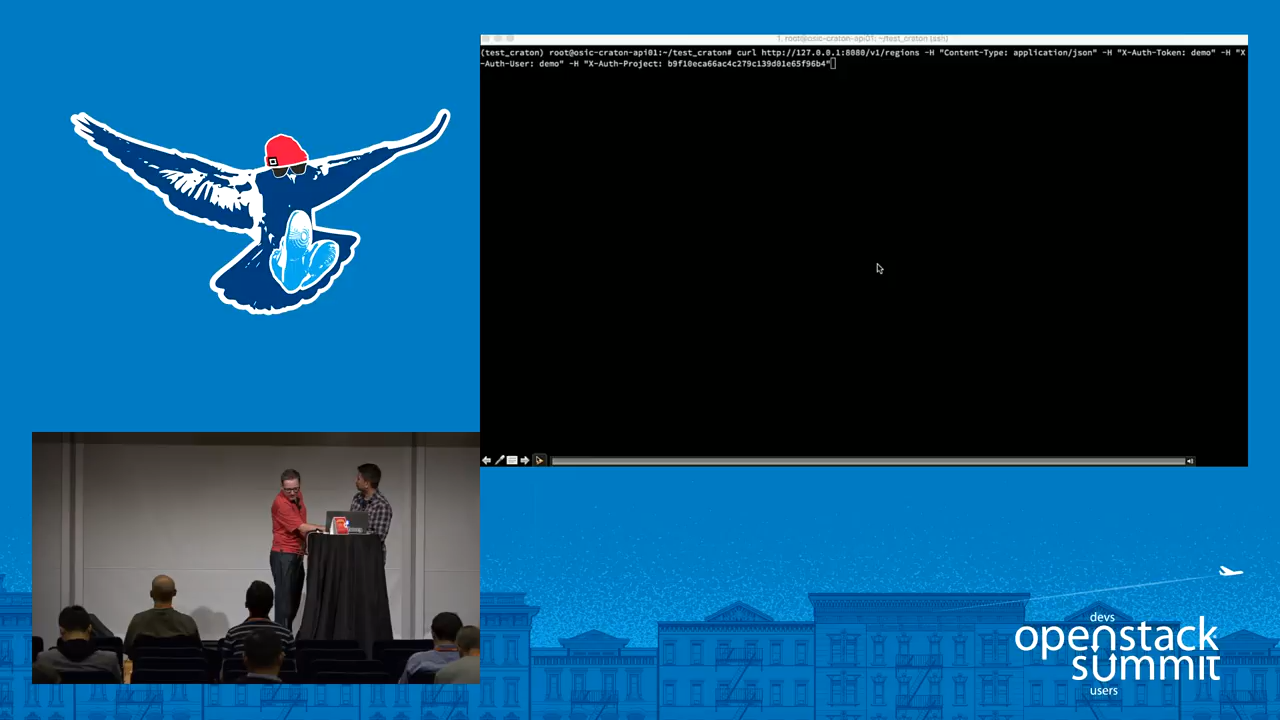 1. root@osic-craton-api01: ~/test_craton (ssh)
(test_craton) root@osic-craton-api01:~/test_craton# curl http://127.0.0.1:8080/v1/regions -H "Content-Type: application/json" -H "X-Auth-Token: demo" -H "X
-Auth-User: demo" -H "X-Auth-Project: b9f10eca66ac4c279c139d01e65f96b4"
devs
openstack
summit
users